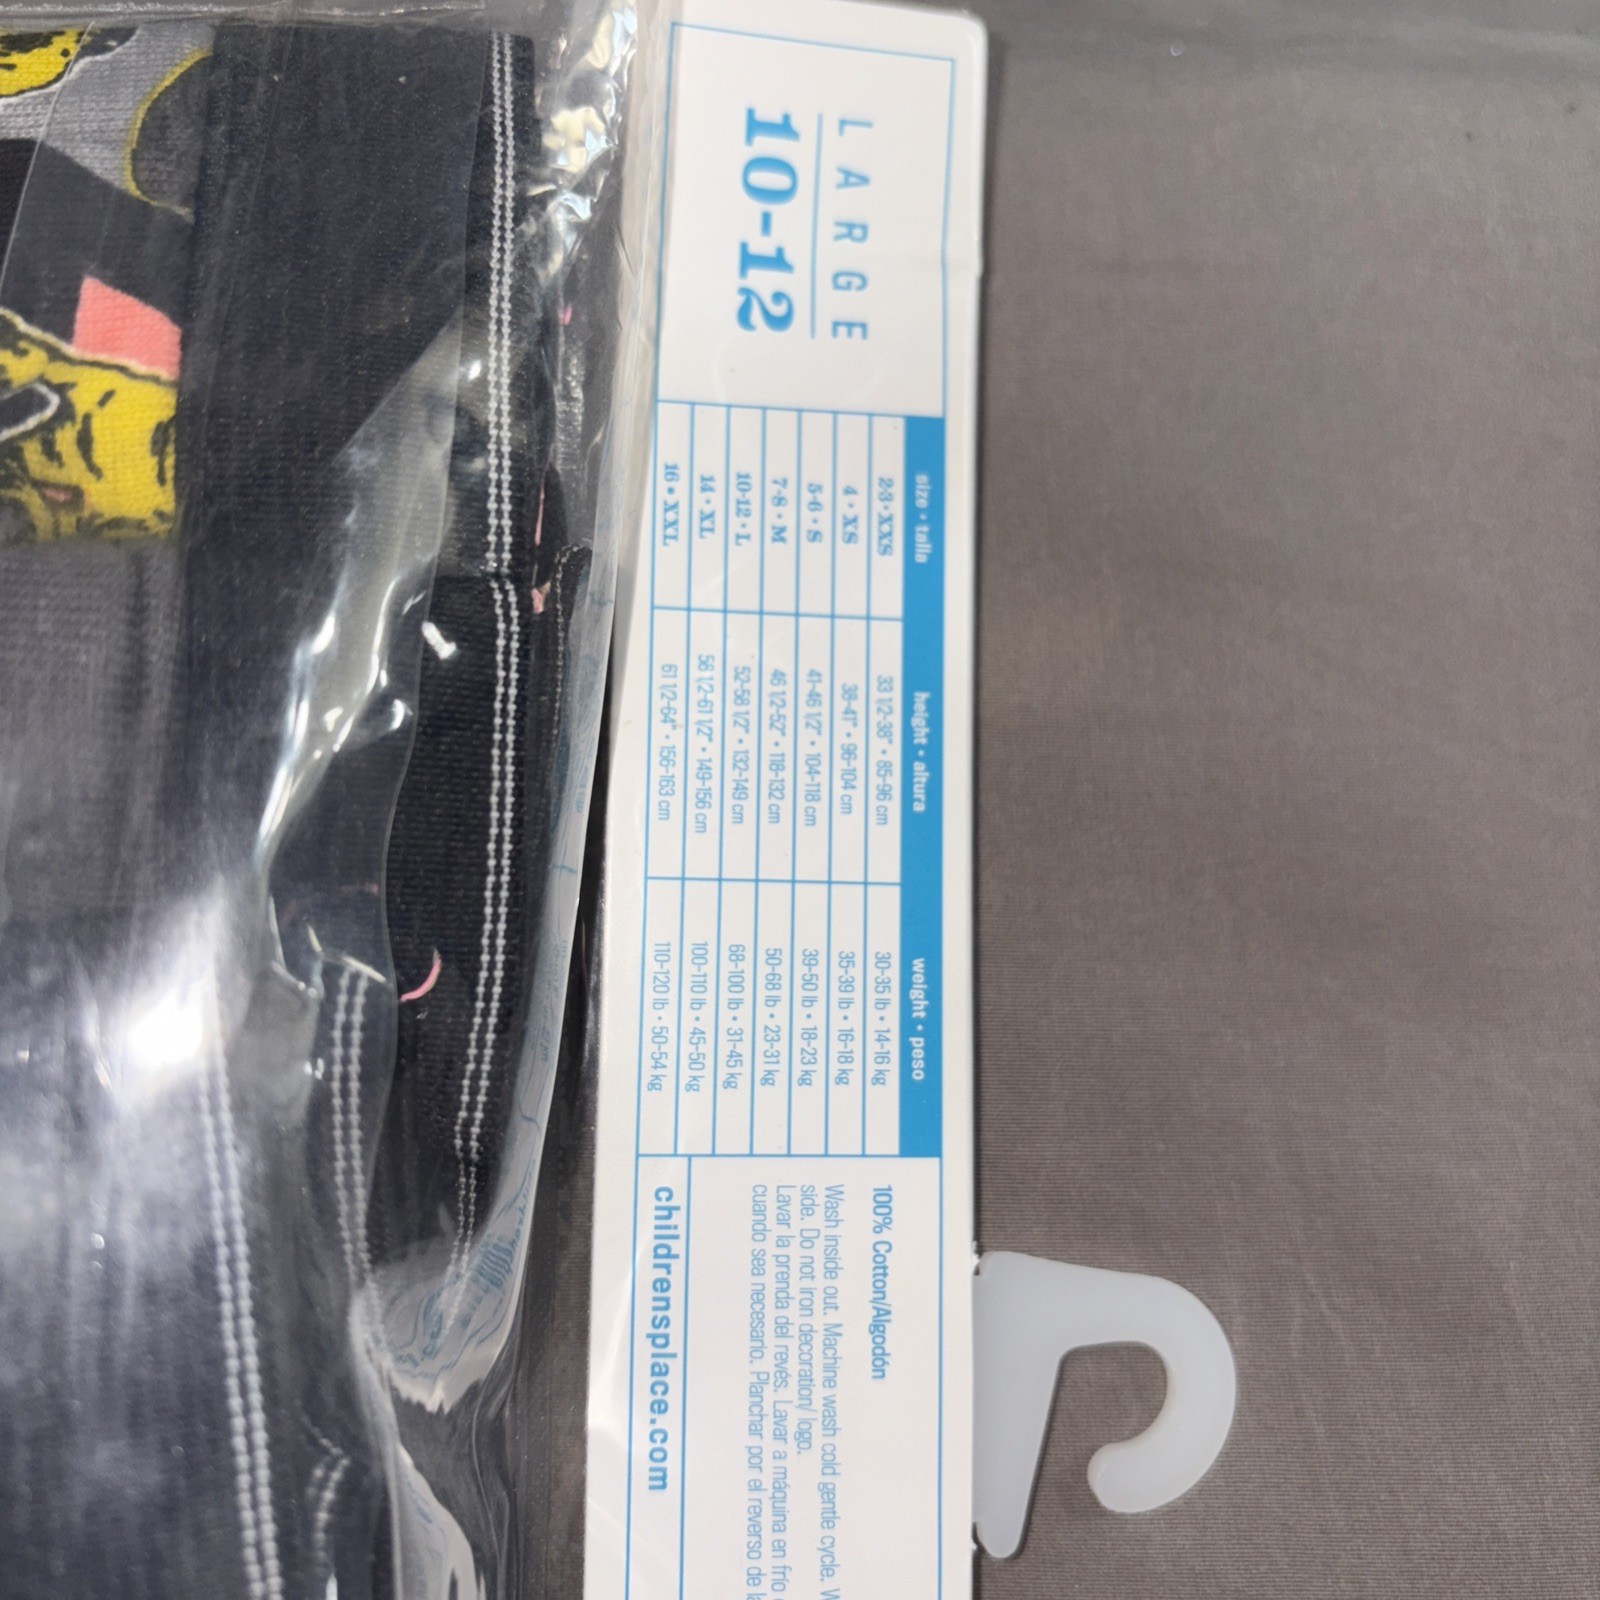 LARGE
10-12
size • talla height • altura weight • peso
2-3 • XXS 33 1/2-38" • 85-96 cm 30-35 lb • 14-16 kg
4 • XS 38-41" • 96-104 cm 35-39 lb • 16-18 kg
5-6 • S 41-46 1/2" • 104-118 cm 39-50 lb • 18-23 kg
7-8 • M 46 1/2-52" • 118-132 cm 50-68 lb • 23-31 kg
10-12 • L 52-58 1/2" • 132-149 cm 68-100 lb • 31-45 kg
14 • XL 58 1/2-61 1/2" • 149-156 cm 100-110 lb • 45-50 kg
16 • XXL 61 1/2-64" • 156-163 cm 110-120 lb • 50-54 kg
100% Cotton/Algodón
Wash inside out. Machine wash cold gentle cycle.
side. Do not iron decoration/ logo.
Lavar la prenda del revés. Lavar a máquina en frío
cuando sea necesario. Planchar por el reverso de
childrensplace.com